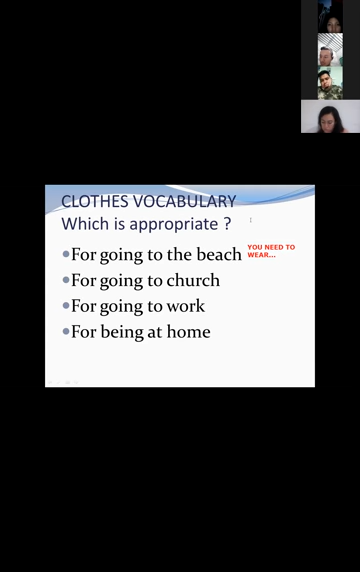 CLOTHES VOCABULARY
Which is appropriate ?
For going to the beach
YOU NEED TO
WEAR...
For going to church
For going to work
For being at home